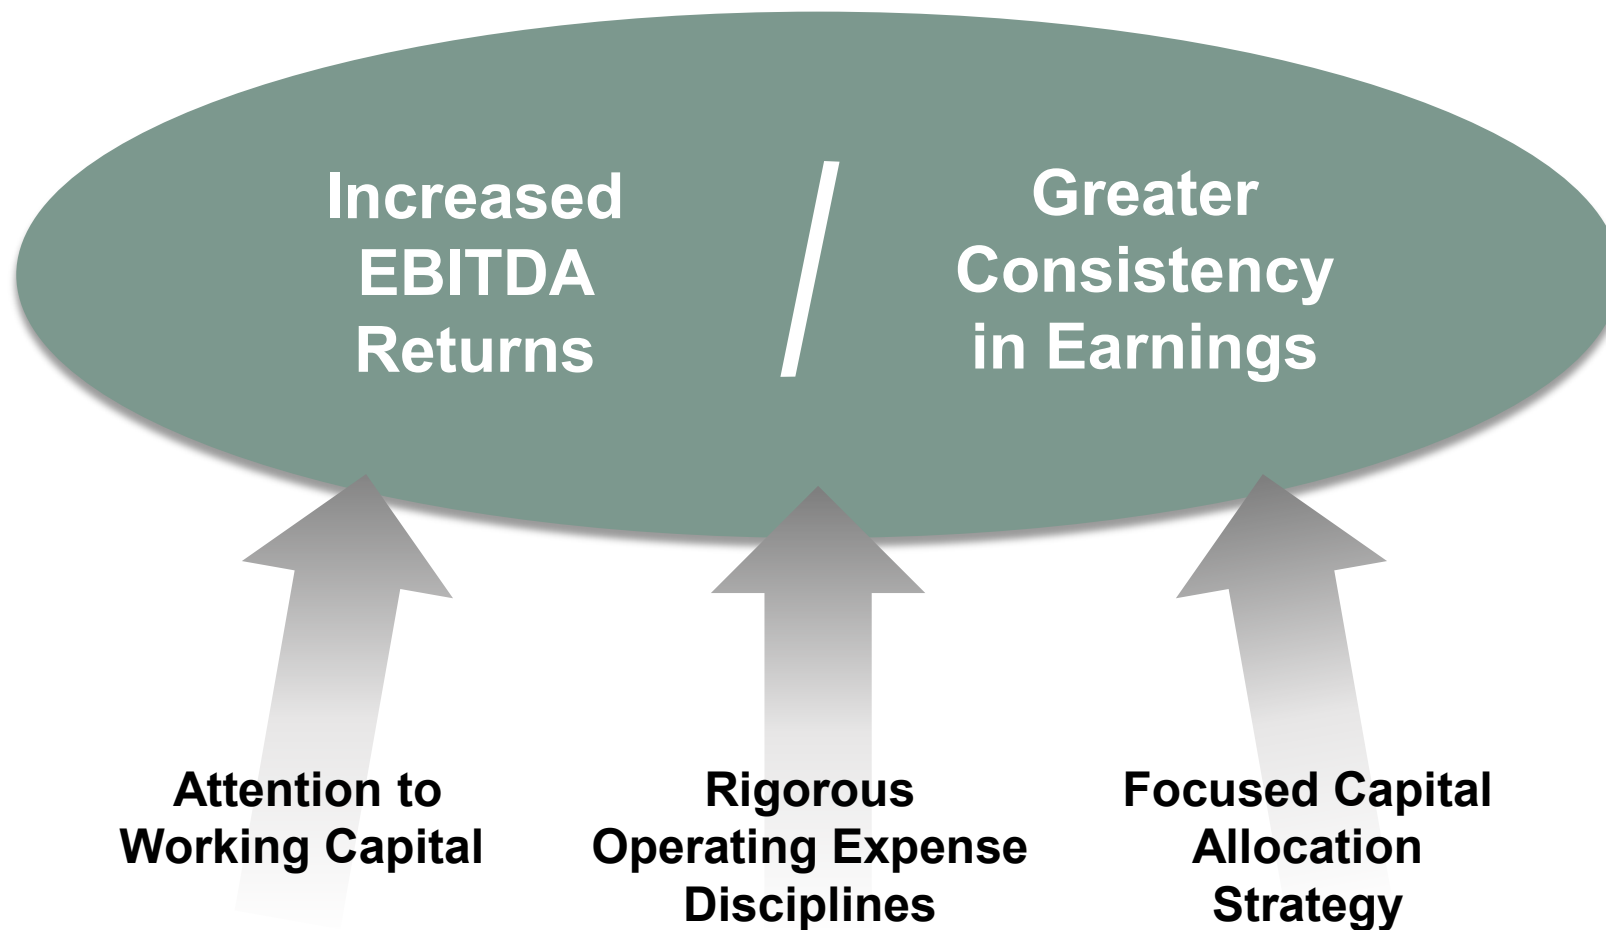 Increased
EBITDA
Returns
/
Greater
Consistency
in Earnings
Attention to
Working Capital
Rigorous
Operating Expense
Disciplines
Focused Capital
Allocation
Strategy